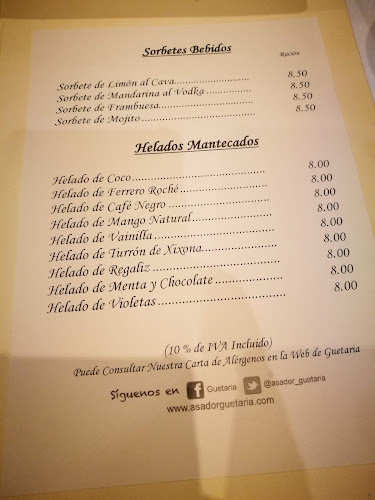 Sorbetes Bebidos
Ración
Sorbete de Limón al Cava........................ 8.50
Sorbete de Mandarina al Vodka .............. 8.50
Sorbete de Frambuesa............................. 8.50
Sorbete de Mojito ................................... 8.50
Helados Mantecados
Helado de Coco.......................................... 8.00
Helado de Ferrero Roché ........................... 8.00
Helado de Café Negro ............................... 8.00
Helado de Mango Natural........................ 8.00
Helado de Vainilla ................................... 8.00
Helado de Turrón de Xixona..................... 8.00
Helado de Regaliz .................................... 8.00
Helado de Menta y Chocolate................... 8.00
Helado de Violetas.................................... 8.00
(10 % de IVA Incluido)
Puede Consultar Nuestra Carta de Alérgenos en la Web de Guetaria
Síguenos en f Guetaria @asador_guetaria
www.asadorguetaria.com